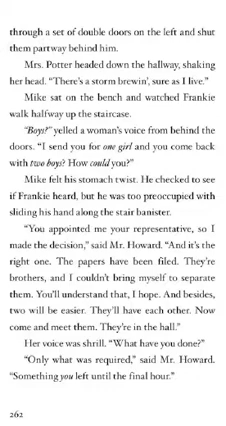 through a set of double doors on the left and shut
them partway behind him.
Mrs. Potter headed down the hallway, shaking
her head. “There’s a storm brewin’, sure as I live.”
Mike sat on the bench and watched Frankie
walk halfway up the staircase.
“Boys?” yelled a woman’s voice from behind the
doors. “I send you for one girl and you come back
with two boys? How could you?”
Mike felt his stomach twist. He checked to see
if Frankie heard, but he was too preoccupied with
sliding his hand along the stair banister.
“You appointed me your representative, so I
made the decision,” said Mr. Howard. “And it’s the
right one. The papers have been filed. They’re
brothers, and I couldn’t bring myself to separate
them. You’ll understand that, I hope. And besides,
two will be easier. They’ll have each other. Now
come and meet them. They’re in the hall.”
Her voice was shrill. “What have you done?”
“Only what was required,” said Mr. Howard.
“Something you left until the final hour.”
262